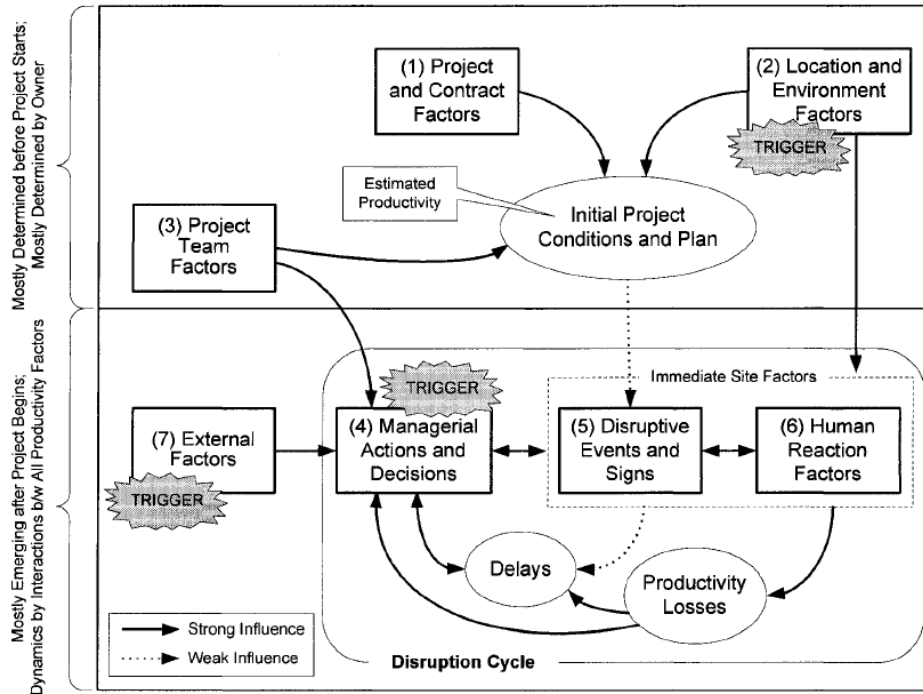 Mostly Determined before Project Starts;
Mostly Determined by Owner
(1) Project
and Contract
Factors
(2) Location and
Environment
Factors
TRIGGER
Estimated
Productivity
Initial Project
Conditions and Plan
(3) Project
Team
Factors
Mostly Emerging after Project Begins;
Dynamics by Interactions b/w All Productivity Factors
TRIGGER
Immediate Site Factors
(7) External
Factors
TRIGGER
(4) Managerial
Actions and
Decisions
(5) Disruptive
Events and
Signs
(6) Human
Reaction
Factors
Delays
Productivity
Losses
Strong Influence
Weak Influence
Disruption Cycle